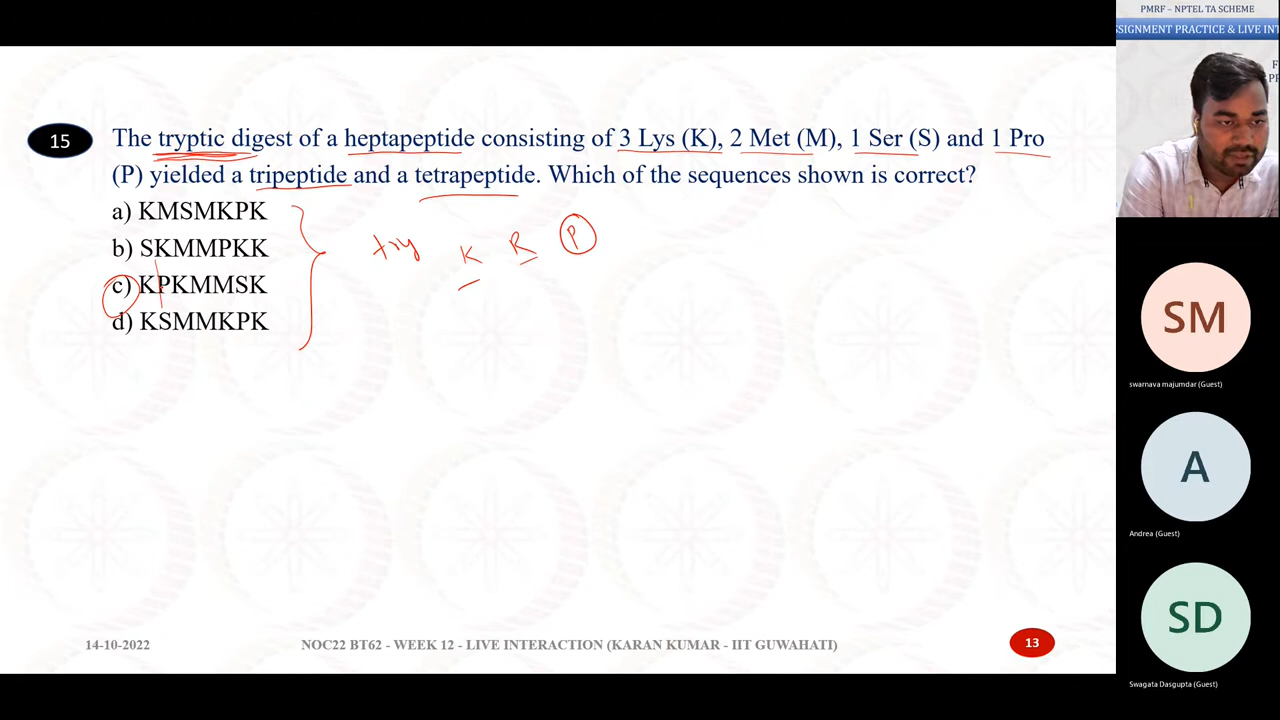 PMRF – NPTEL TA SCHEME
SSIGNMENT PRACTICE & LIVE INT
F
PR
15
The tryptic digest of a heptapeptide consisting of 3 Lys (K), 2 Met (M), 1 Ser (S) and 1 Pro
(P) yielded a tripeptide and a tetrapeptide. Which of the sequences shown is correct?
a) KMSMKPK
b) SKMMPKK
c) KPKMMSK
d) KSMMKPK
try K R P
SM
swarnava majumdar (Guest)
A
Andrea (Guest)
SD
Swagata Dasgupta (Guest)
14-10-2022
NOC22 BT62 - WEEK 12 - LIVE INTERACTION (KARAN KUMAR - IIT GUWAHATI)
13